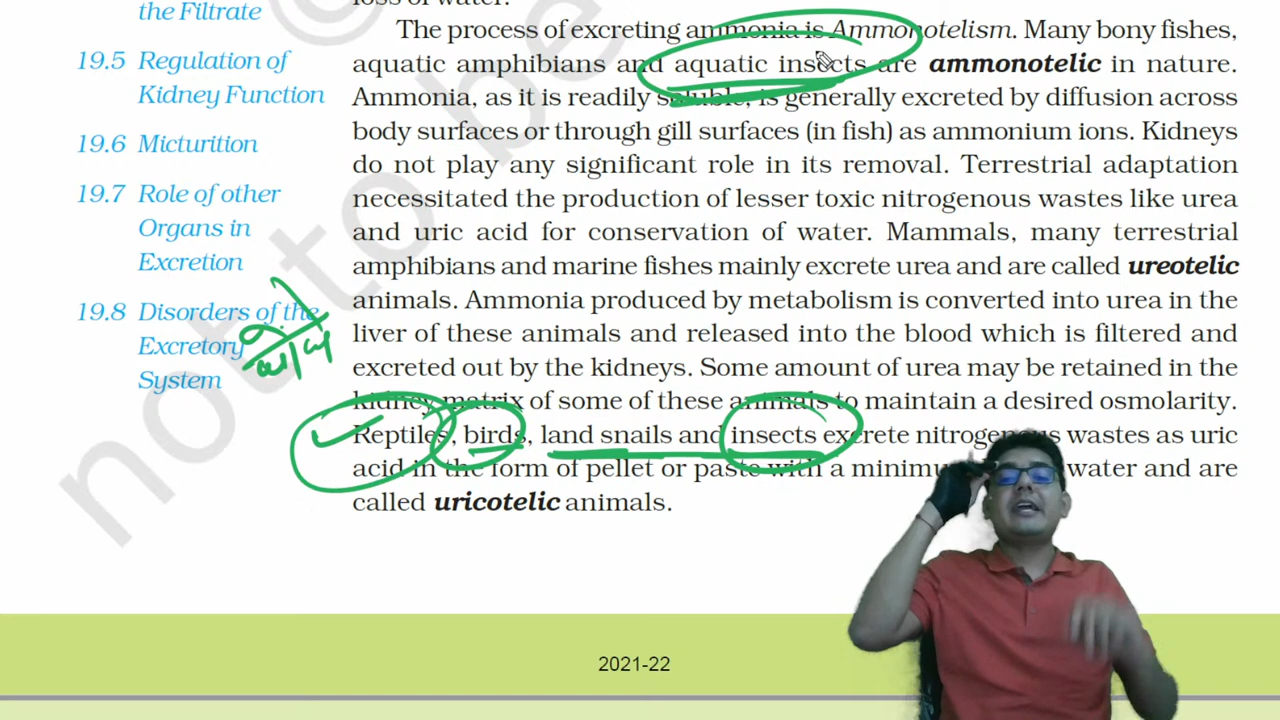 the Filtrate
19.5 Regulation of
Kidney Function
19.6 Micturition
19.7 Role of other
Organs in
Excretion
19.8 Disorders of the
Excretory
System
loss of water.
The process of excreting ammonia is Ammonotelism. Many bony fishes,
aquatic amphibians and aquatic insects are ammonotelic in nature.
Ammonia, as it is readily soluble, is generally excreted by diffusion across
body surfaces or through gill surfaces (in fish) as ammonium ions. Kidneys
do not play any significant role in its removal. Terrestrial adaptation
necessitated the production of lesser toxic nitrogenous wastes like urea
and uric acid for conservation of water. Mammals, many terrestrial
amphibians and marine fishes mainly excrete urea and are called ureotelic
animals. Ammonia produced by metabolism is converted into urea in the
liver of these animals and released into the blood which is filtered and
excreted out by the kidneys. Some amount of urea may be retained in the
kidney matrix of some of these animals to maintain a desired osmolarity.
Reptiles, birds, land snails and insects excrete nitrogenous wastes as uric
acid in the form of pellet or paste with a water and are
called uricotelic animals.
2021-22
© not to be